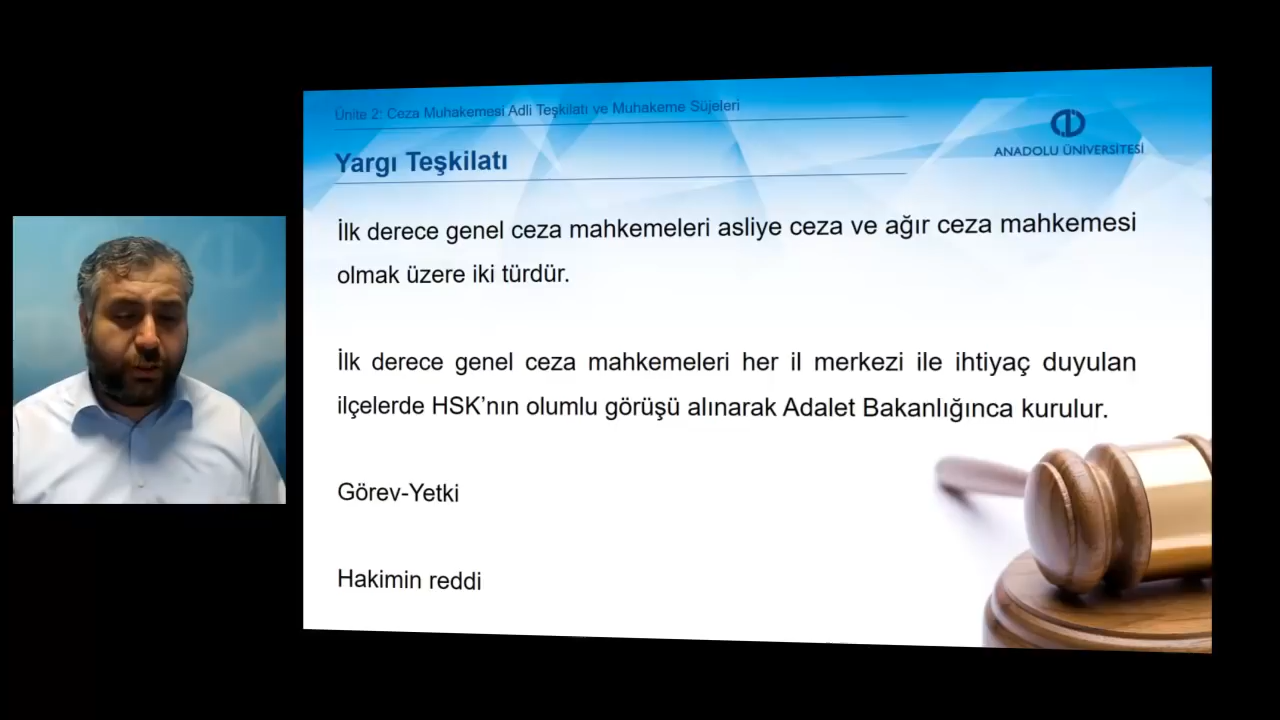 Ünite 2: Ceza Muhakemesi Adli Teşkilatı ve Muhakeme Süjeleri
ANADOLU ÜNİVERSİTESİ
Yargı Teşkilatı
İlk derece genel ceza mahkemeleri asliye ceza ve ağır ceza mahkemesi
olmak üzere iki türdür.
İlk derece genel ceza mahkemeleri her il merkezi ile ihtiyaç duyulan
ilçelerde HSK’nın olumlu görüşü alınarak Adalet Bakanlığınca kurulur.
Görev-Yetki
Hakimin reddi